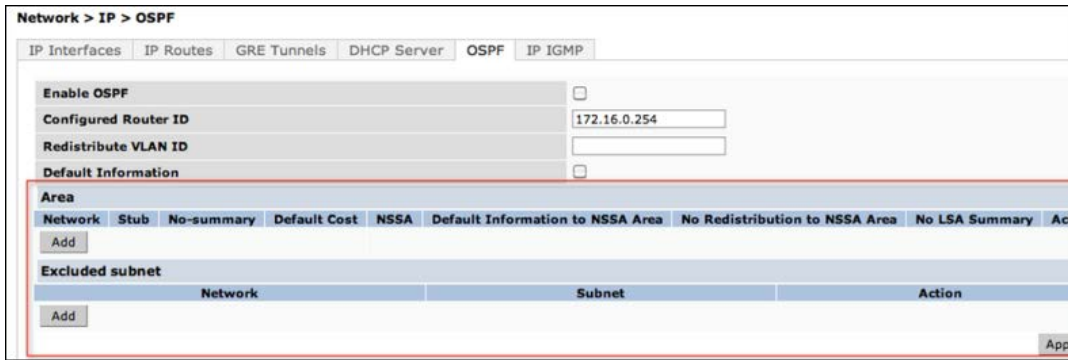 Network > IP > OSPF
IP Interfaces IP Routes GRE Tunnels DHCP Server OSPF IP IGMP
Enable OSPF
Configured Router ID 172.16.0.254
Redistribute VLAN ID
Default Information
Area
Network Stub No-summary Default Cost NSSA Default Information to NSSA Area No Redistribution to NSSA Area No LSA Summary Ac
Add
Excluded subnet
Network Subnet Action
Add
App